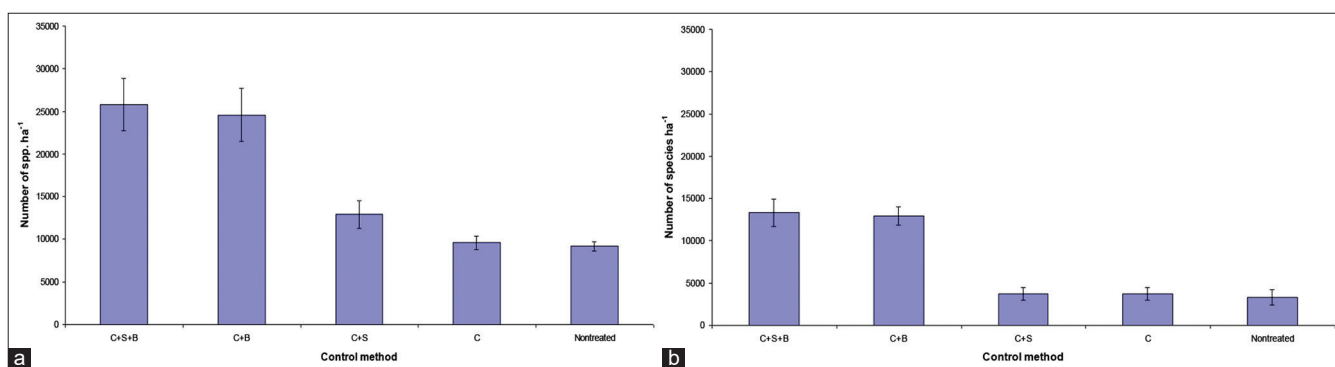 35000
30000
25000
20000
15000
10000
5000
0
Number of spp. ha⁻¹
C+S+B C+B C+S C Nontreated
Control method
a
35000
30000
25000
20000
15000
10000
5000
0
Number of species ha⁻¹
C+S+B C+B C+S C Nontreated
Control method
b